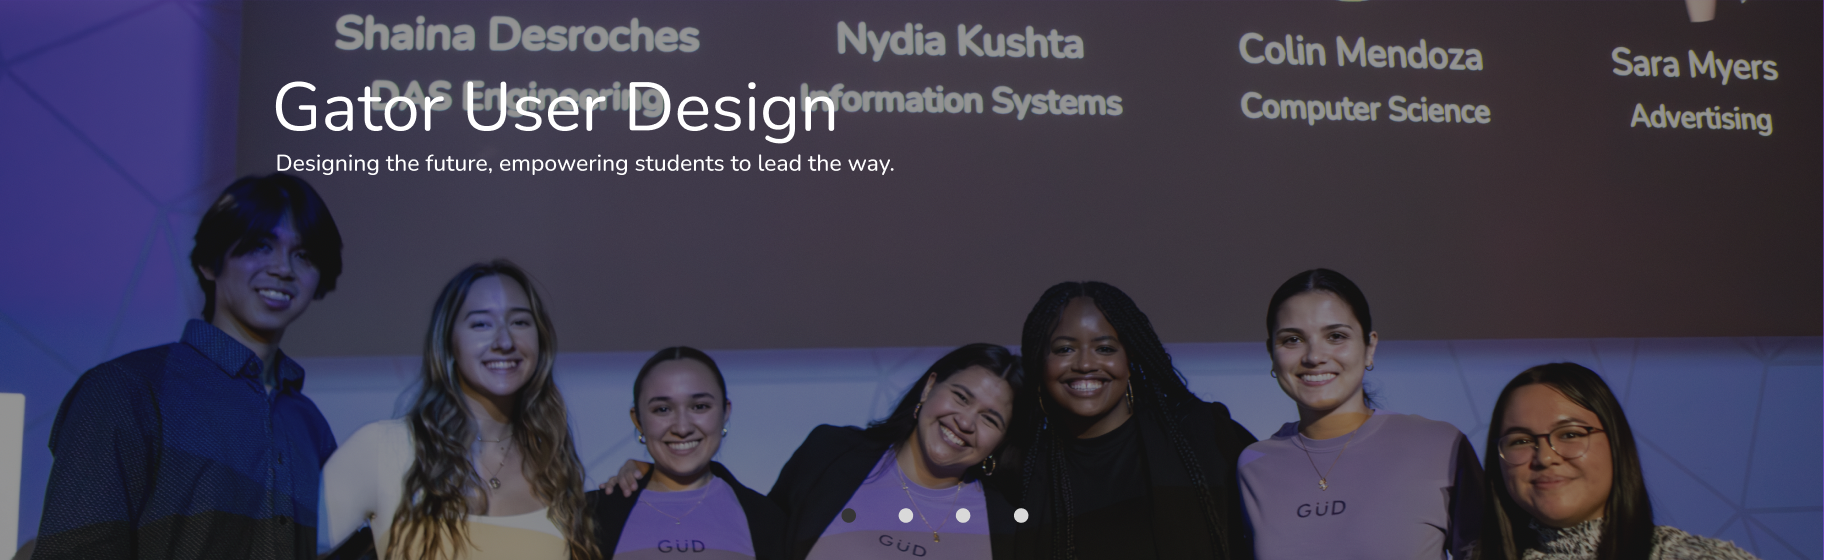 Shaina Desroches
Nydia Kushta
Colin Mendoza
Sara Myers
DAS Engineering
Information Systems
Computer Science
Advertising
Gator User Design
Designing the future, empowering students to lead the way.
GüD
GüD
GüD